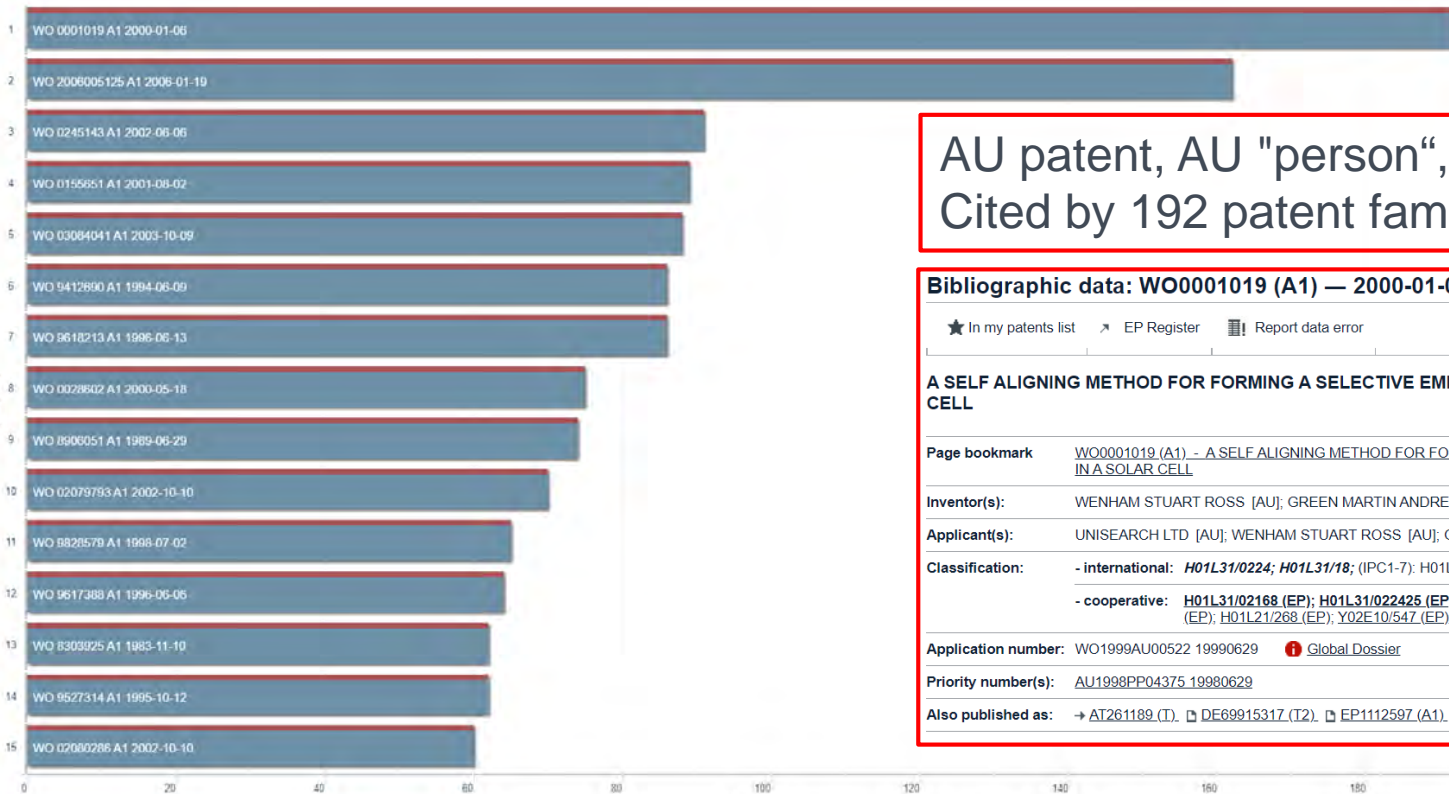 1 WO 0001019 A1 2000-01-06
2 WO 2006005125 A1 2006-01-19
3 WO 0245143 A1 2002-06-06
4 WO 0155651 A1 2001-08-02
5 WO 03084041 A1 2003-10-09
6 WO 9412690 A1 1994-06-09
7 WO 9618213 A1 1996-06-13
8 WO 0028602 A1 2000-05-18
9 WO 8906051 A1 1989-06-29
10 WO 02079793 A1 2002-10-10
11 WO 9828579 A1 1998-07-02
12 WO 9617388 A1 1996-06-06
13 WO 8303925 A1 1983-11-10
14 WO 9527314 A1 1995-10-12
15 WO 02080286 A1 2002-10-10
0 20 40 60 80 100 120 140 160 180
AU patent, AU "person“,
Cited by 192 patent fam
Bibliographic data: WO0001019 (A1) — 2000-01-0
In my patents list EP Register Report data error
A SELF ALIGNING METHOD FOR FORMING A SELECTIVE EMI
CELL
Page bookmark WO0001019 (A1) - A SELF ALIGNING METHOD FOR FO
IN A SOLAR CELL
Inventor(s): WENHAM STUART ROSS [AU]; GREEN MARTIN ANDRE
Applicant(s): UNISEARCH LTD [AU]; WENHAM STUART ROSS [AU]; G
Classification: - international: H01L31/0224; H01L31/18; (IPC1-7): H01L
- cooperative: H01L31/02168 (EP); H01L31/022425 (EP
(EP); H01L21/268 (EP); Y02E10/547 (EP)
Application number: WO1999AU00522 19990629 Global Dossier
Priority number(s): AU1998PP04375 19980629
Also published as: → AT261189 (T) DE69915317 (T2) EP1112597 (A1)